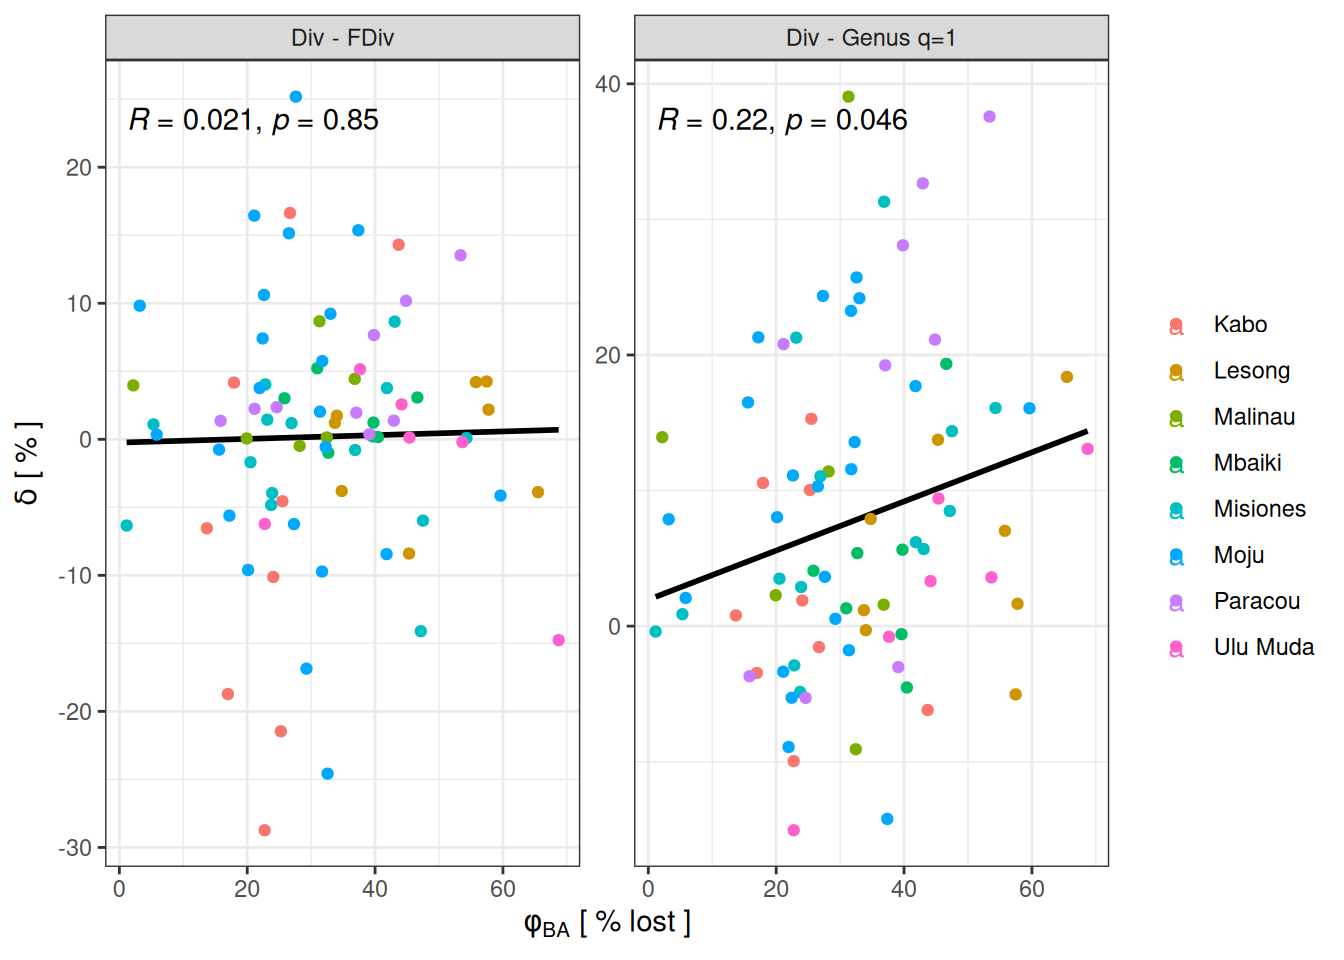 Div - FDiv
Div - Genus q=1
R = 0.021, p = 0.85
R = 0.22, p = 0.046
20
10
0
-10
-20
-30
40
20
0
0 20 40 60
0 20 40 60
δ [ % ]
φBA [ % lost ]
a Kabo
a Lesong
a Malinau
a Mbaiki
a Misiones
a Moju
a Paracou
a Ulu Muda